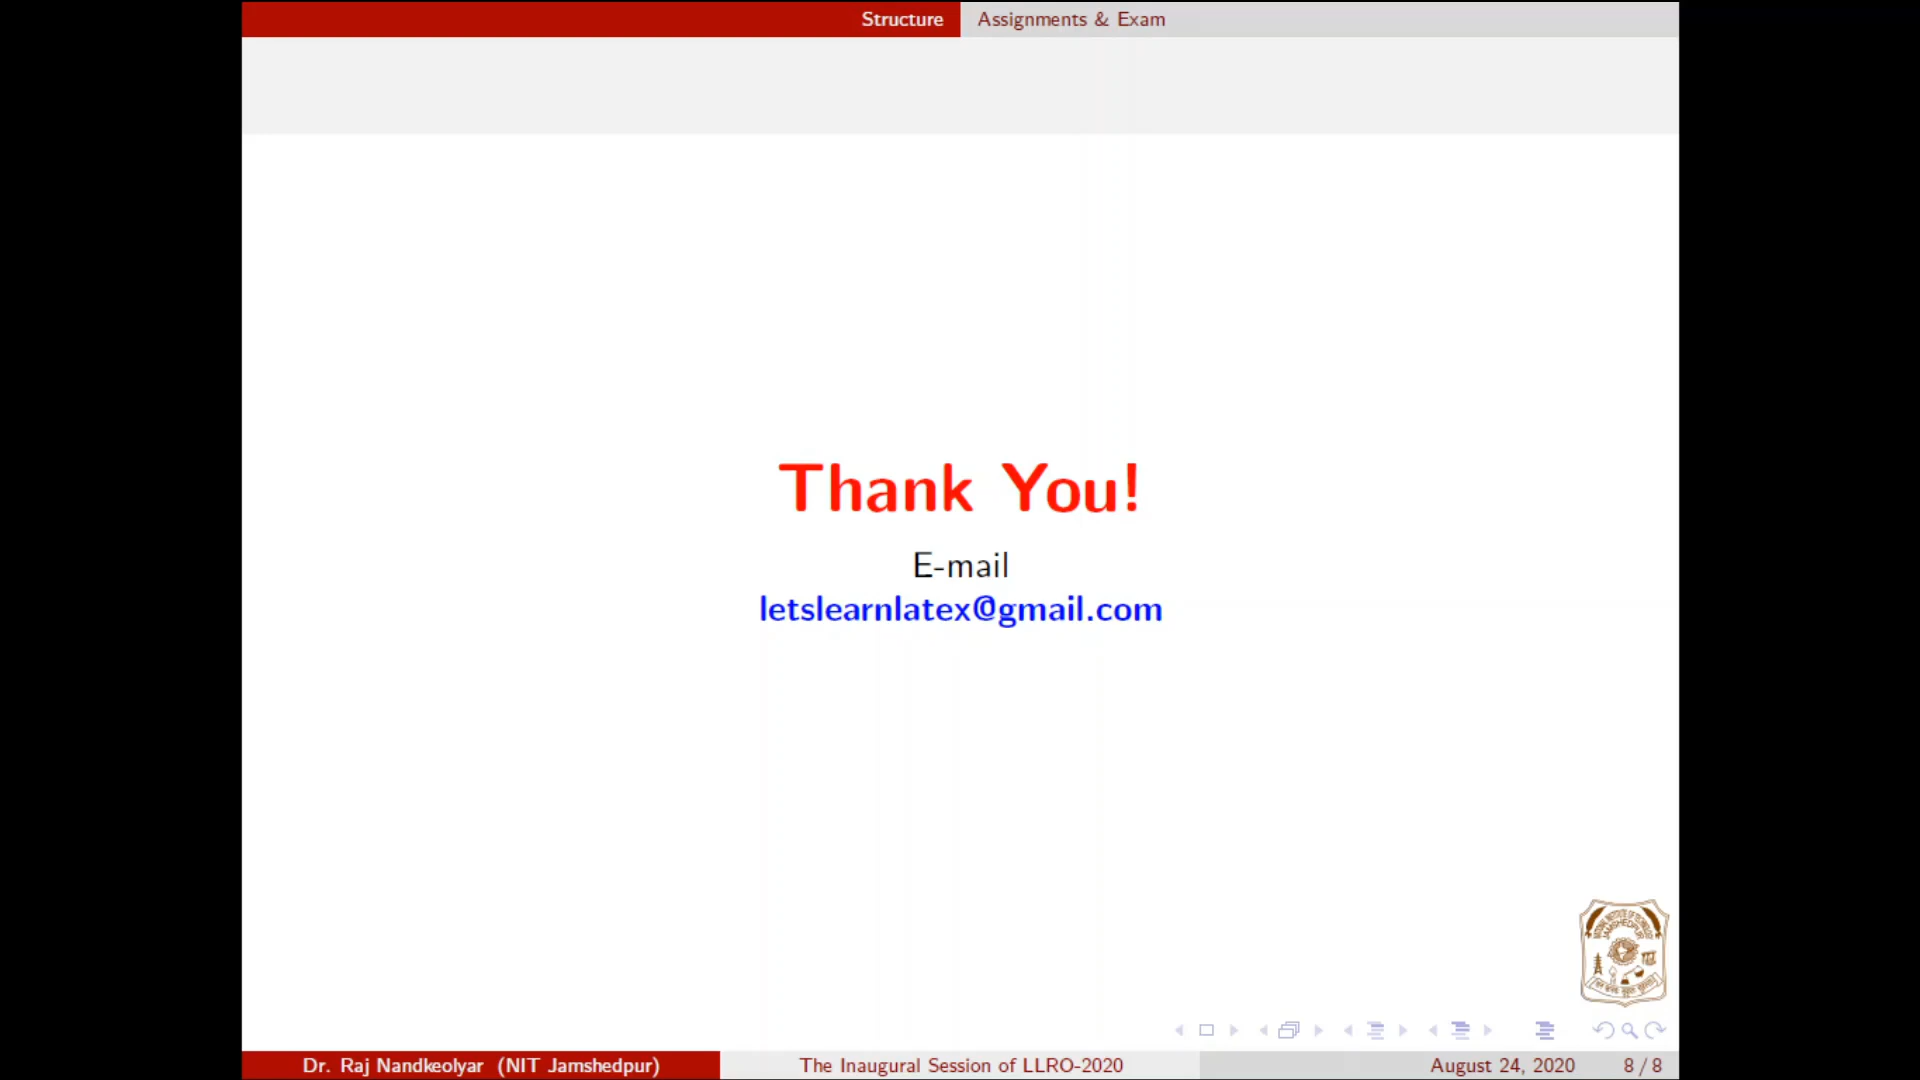 Structure
Assignments & Exam
Thank You!
E-mail
letslearnlatex@gmail.com
JAMSHEDPUR
Dr. Raj Nandkeolyar (NIT Jamshedpur)
The Inaugural Session of LLRO-2020
August 24, 2020
8 / 8